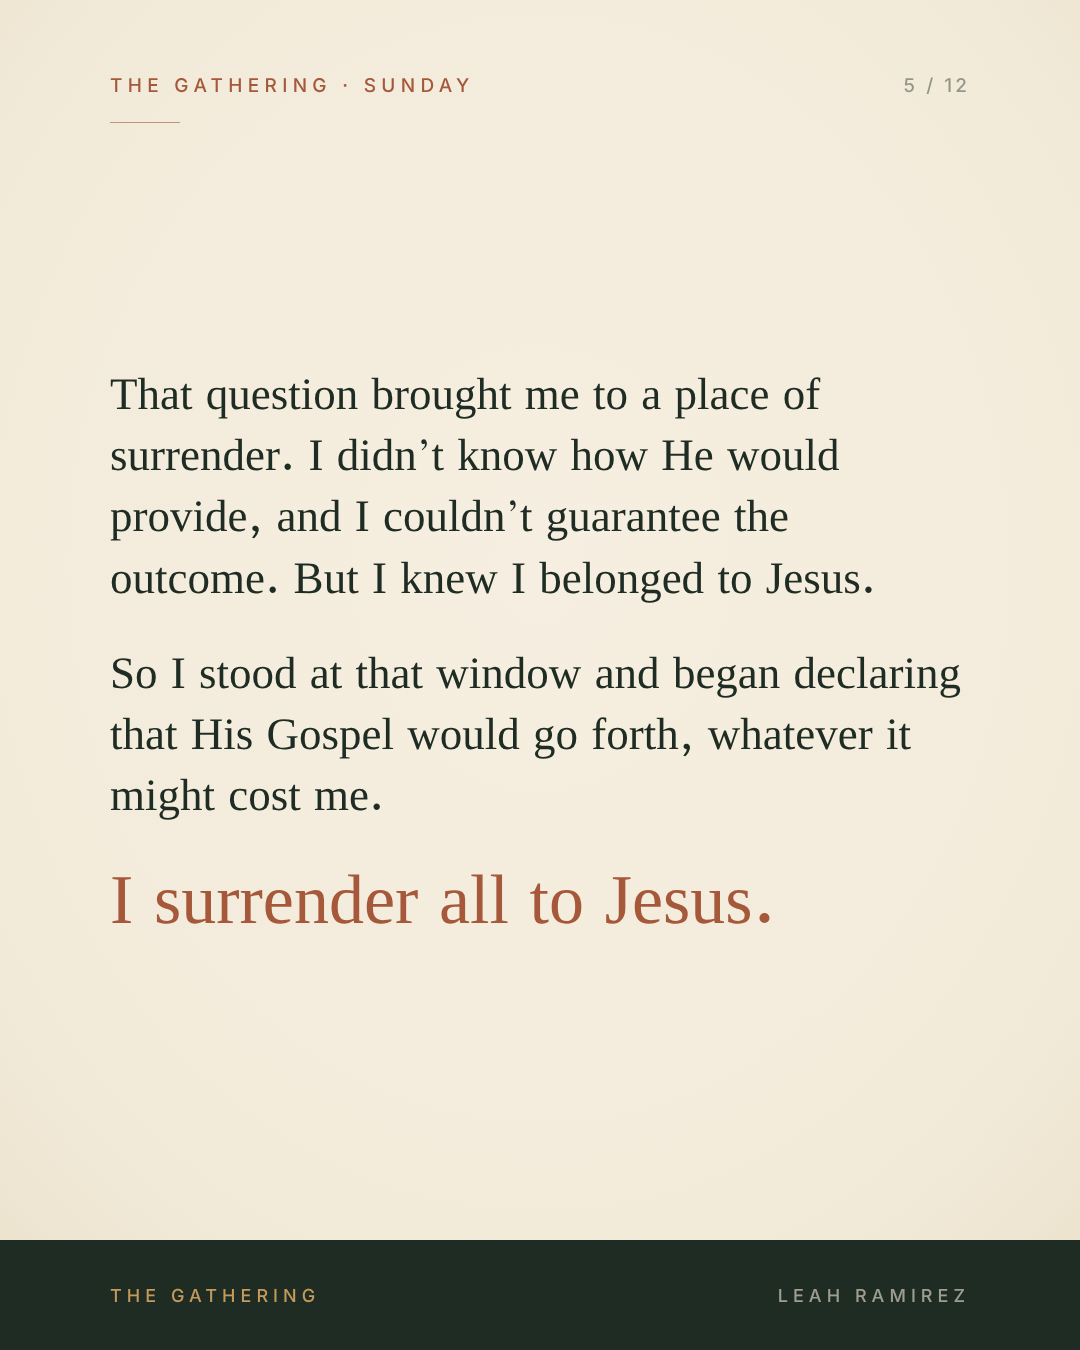 THE GATHERING · SUNDAY
5 / 12
That question brought me to a place of
surrender. I didn’t know how He would
provide, and I couldn’t guarantee the
outcome. But I knew I belonged to Jesus.
So I stood at that window and began declaring
that His Gospel would go forth, whatever it
might cost me.
I surrender all to Jesus.
THE GATHERING
LEAH RAMIREZ